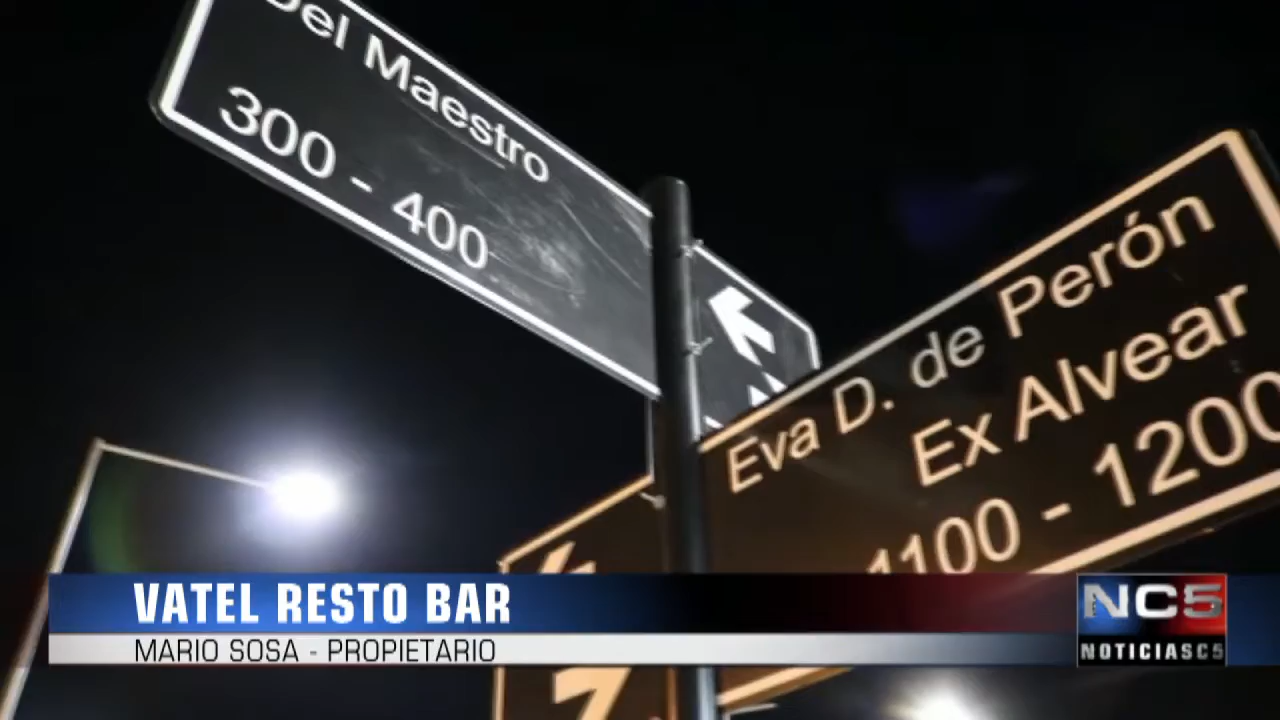 Del Maestro
300 - 400
Eva D. de Perón
Ex Alvear
1100 - 1200
VATEL RESTO BAR
MARIO SOSA - PROPIETARIO
NC5
NOTICIASC5